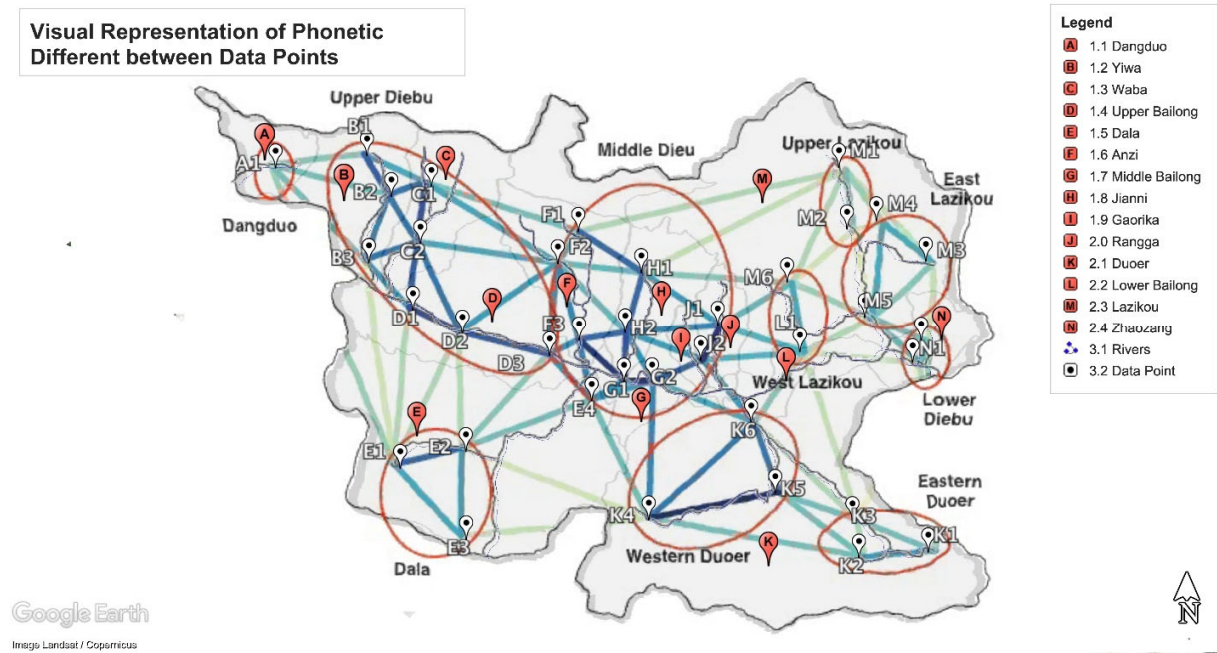 Visual Representation of Phonetic
Different between Data Points
Legend
A 1.1 Dangduo
B 1.2 Yiwa
C 1.3 Waba
D 1.4 Upper Bailong
E 1.5 Dala
F 1.6 Anzi
G 1.7 Middle Bailong
H 1.8 Jianni
I 1.9 Gaorika
J 2.0 Rangga
K 2.1 Duoer
L 2.2 Lower Bailong
M 2.3 Lazikou
N 2.4 Zhaozang
3.1 Rivers
3.2 Data Point
Upper Diebu
B1
A
A1
B
C
B2
C1
Dangduo
Middle Dieu
Upper Lazikou
M1
M
East
Lazikou
M2
M4
M3
F1
F2
C2
B3
H1
M6
D
F
H
D1
D2
D3
F3
H2
J1
J
I
J2
L1
M5
N
N1
L
West Lazikou
G1
G2
G
E4
Lower
Diebu
E
E1
E2
K6
K5
K4
Eastern
Duoer
K3
K1
K2
K
E3
Western Duoer
Dala
Google Earth
Image Landsat / Copernicus
N